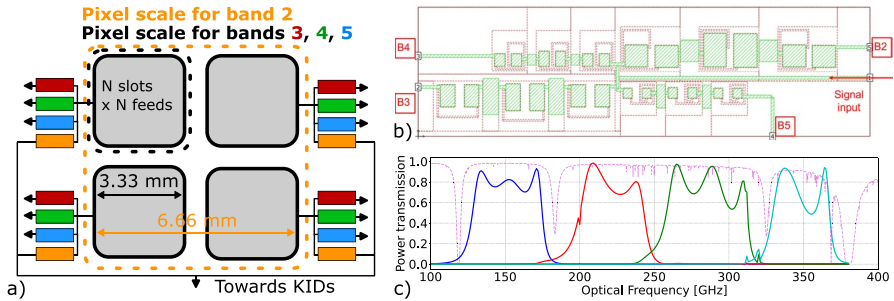 Pixel scale for band 2
Pixel scale for bands 3, 4, 5
N slots
x N feeds
3.33 mm
6.66 mm
a)
Towards KIDs
B4
B2
B3
Signal
input
B5
b)
Power transmission
1.0
0.8
0.6
0.4
0.2
0.0
100
150
200
250
300
350
400
c)
Optical Frequency [GHz]